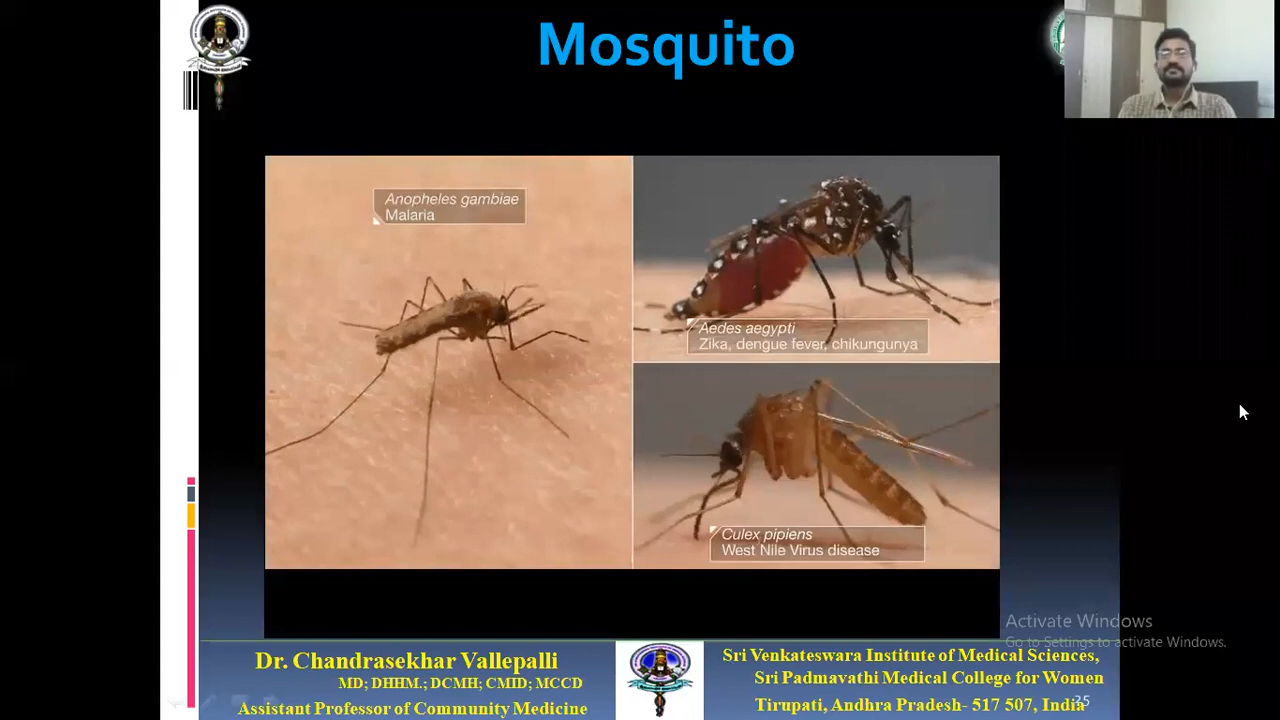 Mosquito
Anopheles gambiae
Malaria
Aedes aegypti
Zika, dengue fever, chikungunya
Culex pipiens
West Nile Virus disease
Activate Windows
Go to Settings to activate Windows.
Dr. Chandrasekhar Vallepalli
MD; DHHM.; DCMH; CMID; MCCD
Assistant Professor of Community Medicine
Sri Venkateswara Institute of Medical Sciences,
Sri Padmavathi Medical College for Women
Tirupati, Andhra Pradesh- 517 507, India
25